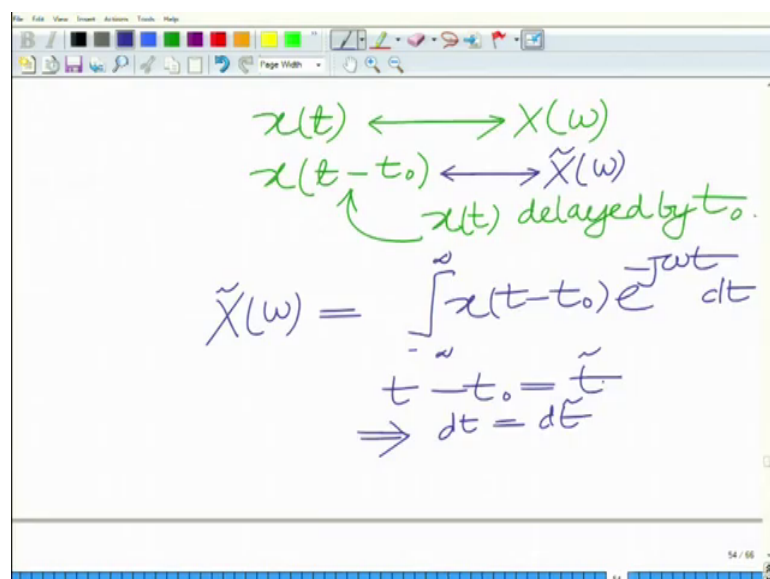 File Edit View Insert Actions Tools Help
B I
Page Width
x(t) ⟷ X(ω)
x(t − t₀) ⟷ X̃(ω)
x(t) delayed by t₀.
X̃(ω) = ∫_{-∞}^{∞} x(t−t₀) e^{−jωt} dt
t − t₀ = t̃
⇒ dt = dt̃
54 / 66
54